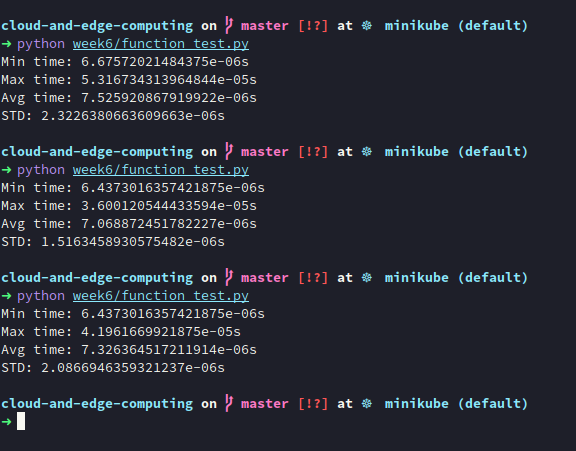 cloud-and-edge-computing on master [!?] at ☸ minikube (default)
➜ python week6/function_test.py
Min time: 6.67572021484375e-06s
Max time: 5.316734313964844e-05s
Avg time: 7.525920867919922e-06s
STD: 2.3226380663609663e-06s
cloud-and-edge-computing on master [!?] at ☸ minikube (default)
➜ python week6/function_test.py
Min time: 6.4373016357421875e-06s
Max time: 3.600120544433594e-05s
Avg time: 7.068872451782227e-06s
STD: 1.5163458930575482e-06s
cloud-and-edge-computing on master [!?] at ☸ minikube (default)
➜ python week6/function_test.py
Min time: 6.4373016357421875e-06s
Max time: 4.1961669921875e-05s
Avg time: 7.326364517211914e-06s
STD: 2.0866946359321237e-06s
cloud-and-edge-computing on master [!?] at ☸ minikube (default)
➜